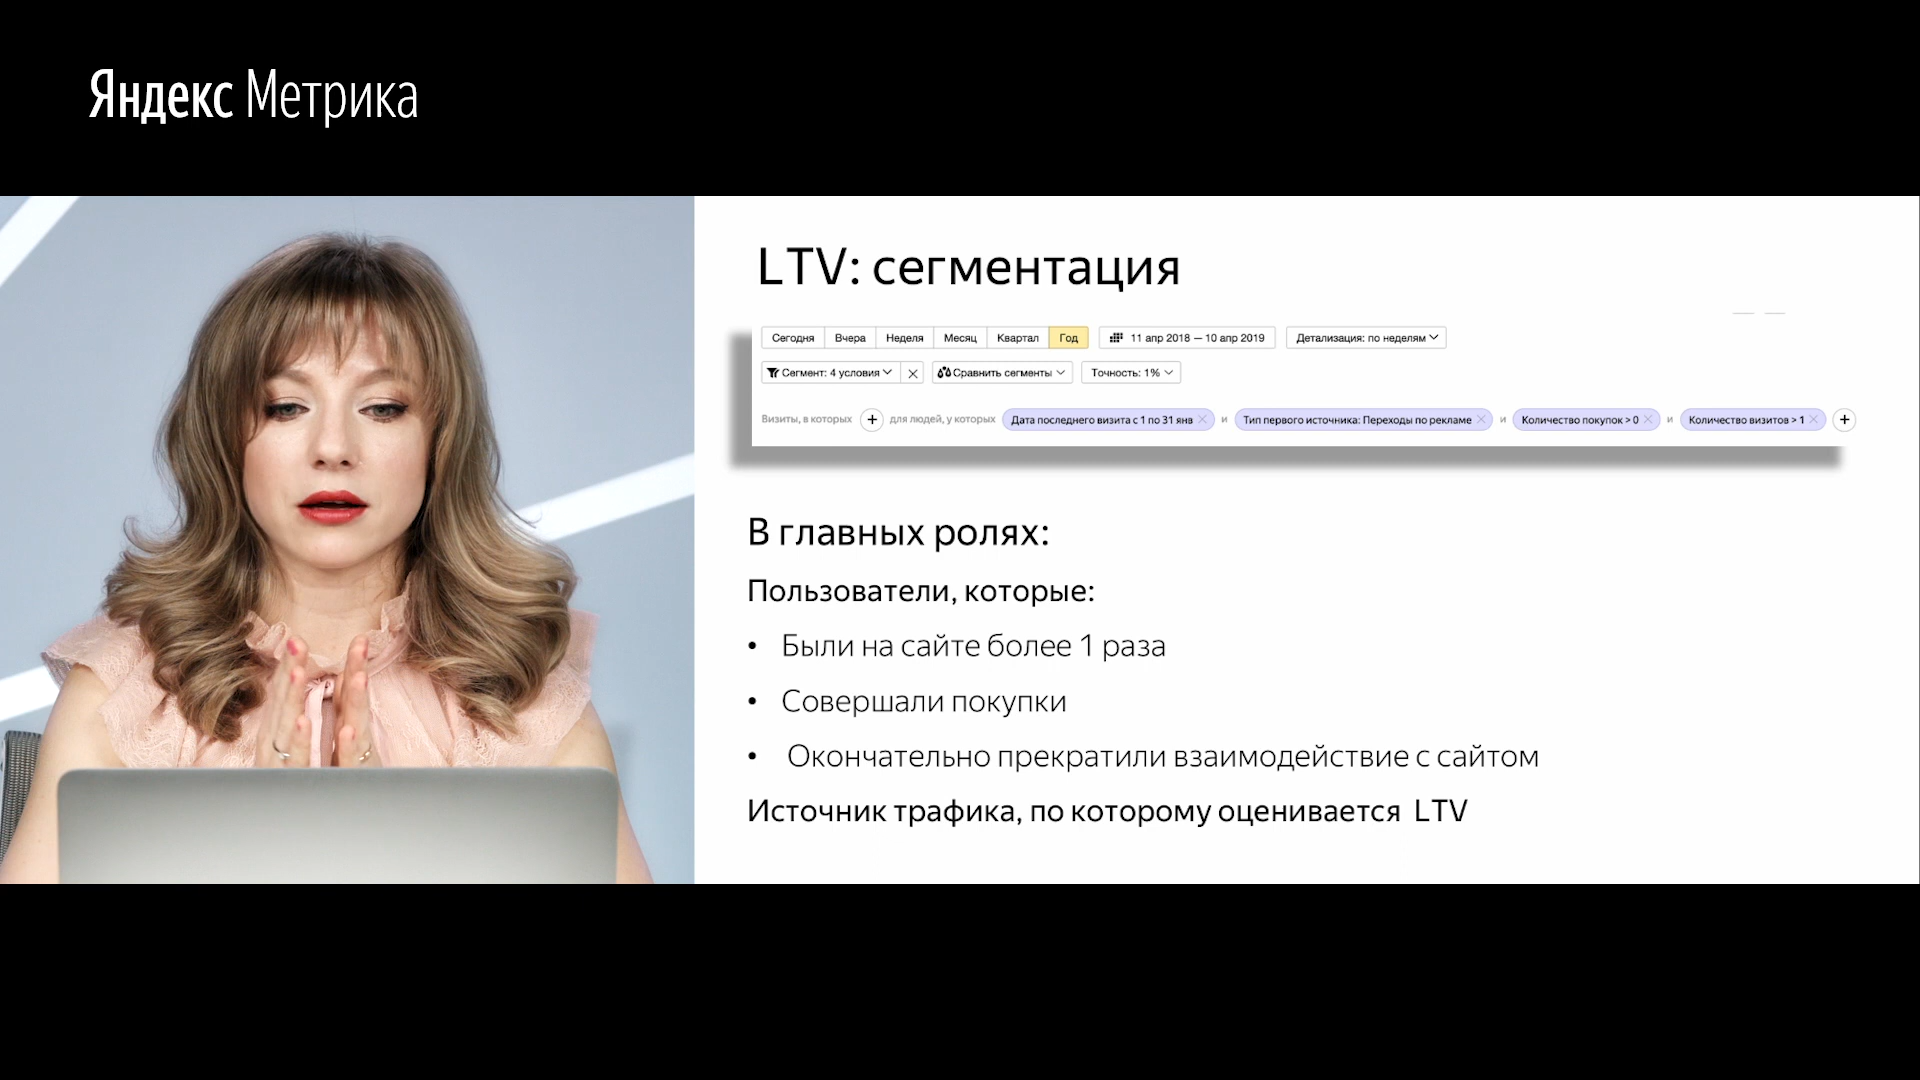 Яндекс Метрика
LTV: сегментация
Сегодня Вчера Неделя Месяц Квартал Год 11 апр 2018 — 10 апр 2019 Детализация: по неделям
Сегмент: 4 условия Сравнить сегменты Точность: 1%
Визиты, в которых + для людей, у которых Дата последнего визита с 1 по 31 янв и Тип первого источника: Переходы по рекламе и Количество покупок > 0 и Количество визитов > 1 +
В главных ролях:
Пользователи, которые:
• Были на сайте более 1 раза
• Совершали покупки
• Окончательно прекратили взаимодействие с сайтом
Источник трафика, по которому оценивается LTV